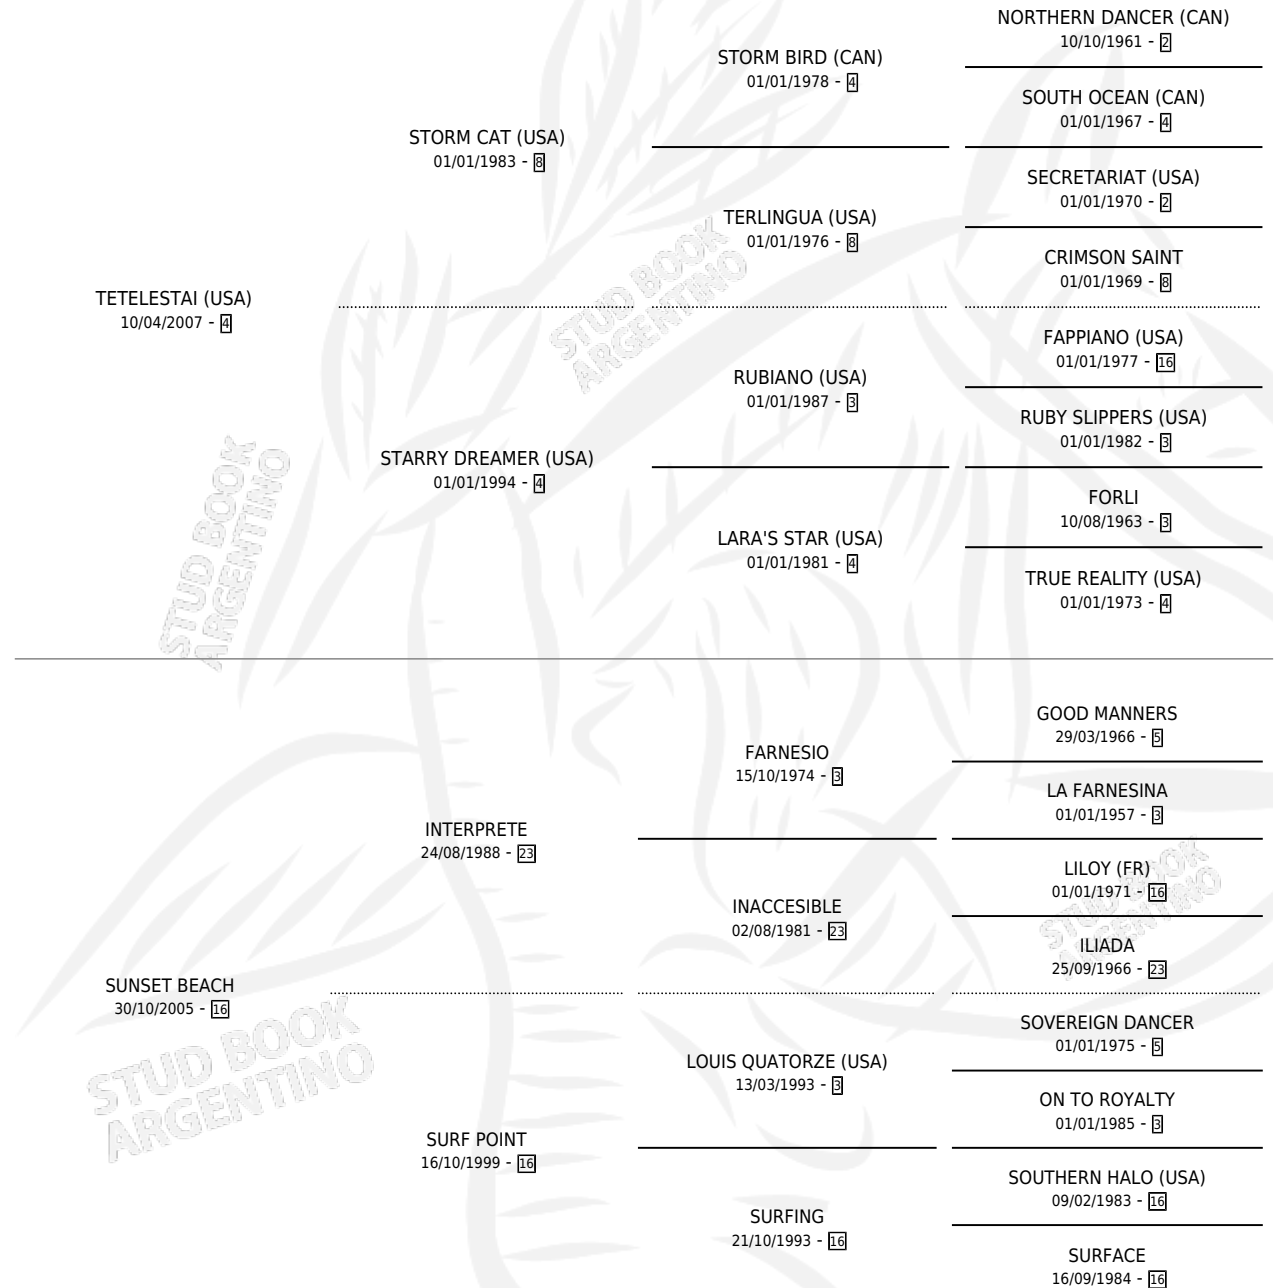 NORTHERN DANCER (CAN)
10/10/1961 - 2
STORM BIRD (CAN)
01/01/1978 - 4
SOUTH OCEAN (CAN)
01/01/1967 - 4
STORM CAT (USA)
01/01/1983 - 8
SECRETARIAT (USA)
01/01/1970 - 2
TERLINGUA (USA)
01/01/1976 - 8
CRIMSON SAINT
01/01/1969 - 8
TETELESTAI (USA)
10/04/2007 - 4
FAPPIANO (USA)
01/01/1977 - 16
RUBIANO (USA)
01/01/1987 - 3
RUBY SLIPPERS (USA)
01/01/1982 - 3
STARRY DREAMER (USA)
01/01/1994 - 4
FORLI
10/08/1963 - 3
LARA'S STAR (USA)
01/01/1981 - 4
TRUE REALITY (USA)
01/01/1973 - 4
STUD BOOK
ARGENTINO
STUD BOOK
ARGENTINO
GOOD MANNERS
29/03/1966 - 5
FARNESIO
15/10/1974 - 3
LA FARNESINA
01/01/1957 - 3
INTERPRETE
24/08/1988 - 23
LILOY (FR)
01/01/1971 - 16
INACCESIBLE
02/08/1981 - 23
ILIADA
25/09/1966 - 23
STUD BOOK
ARGENTINO
SUNSET BEACH
30/10/2005 - 16
SOVEREIGN DANCER
01/01/1975 - 5
LOUIS QUATORZE (USA)
13/03/1993 - 3
ON TO ROYALTY
01/01/1985 - 3
SURF POINT
16/10/1999 - 16
SOUTHERN HALO (USA)
09/02/1983 - 16
SURFING
21/10/1993 - 16
SURFACE
16/09/1984 - 16
STUD BOOK
ARGENTINO